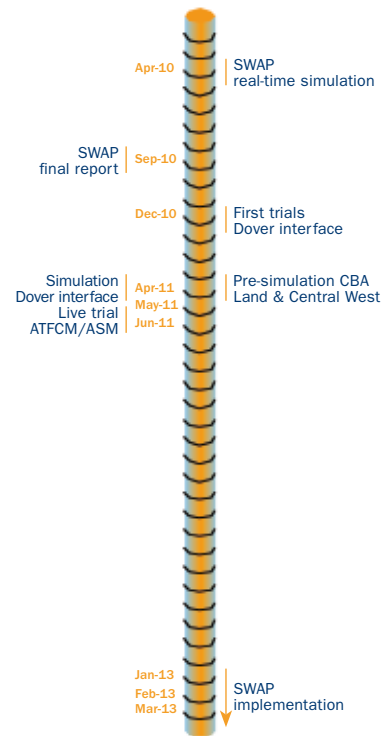 Apr-10
SWAP
real-time simulation
SWAP
final report
Sep-10
Dec-10
First trials
Dover interface
Simulation
Dover interface
Live trial
ATFCM/ASM
Apr-11
May-11
Jun-11
Pre-simulation CBA
Land & Central West
Jan-13
Feb-13
Mar-13
SWAP
implementation